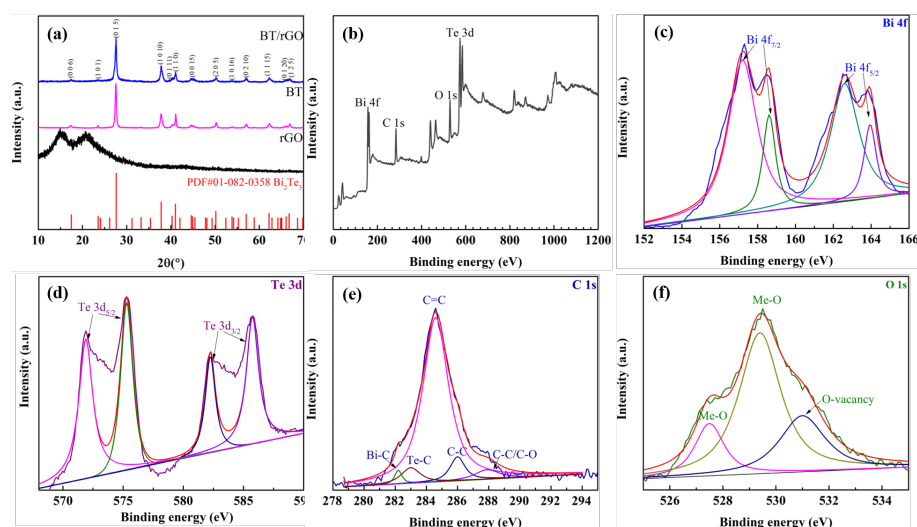 (a)
BT/rGO
(0 0 6)
(1 0 1)
(0 1 5)
(1 0 10)
(0 1 11)
(1 1 0)
(0 0 15)
(2 0 5)
(1 0 16)
(0 2 10)
(1 1 15)
(0 1 20)
(1 2 5)
BT
rGO
PDF#01-082-0358 Bi2Te3
Intensity (a.u.)
10 20 30 40 50 60 70
2θ(°)
(b)
Te 3d
O 1s
Bi 4f
C 1s
Intensity (a.u.)
0 200 400 600 800 1000 1200
Binding energy (eV)
(c)
Bi 4f
Bi 4f7/2
Bi 4f5/2
Intensity (a.u.)
152 154 156 158 160 162 164 166
Binding energy (eV)
(d)
Te 3d
Te 3d5/2
Te 3d3/2
Intensity (a.u.)
570 575 580 585 59
Binding energy (eV)
(e)
C 1s
C=C
Bi-C
Te-C
C-C
C-C/C-O
Intensity (a.u.)
278 280 282 284 286 288 290 292 294
Binding energy (eV)
(f)
O 1s
Me-O
Me-O
O-vacancy
Intensity (a.u.)
526 528 530 532 534
Binding energy (eV)